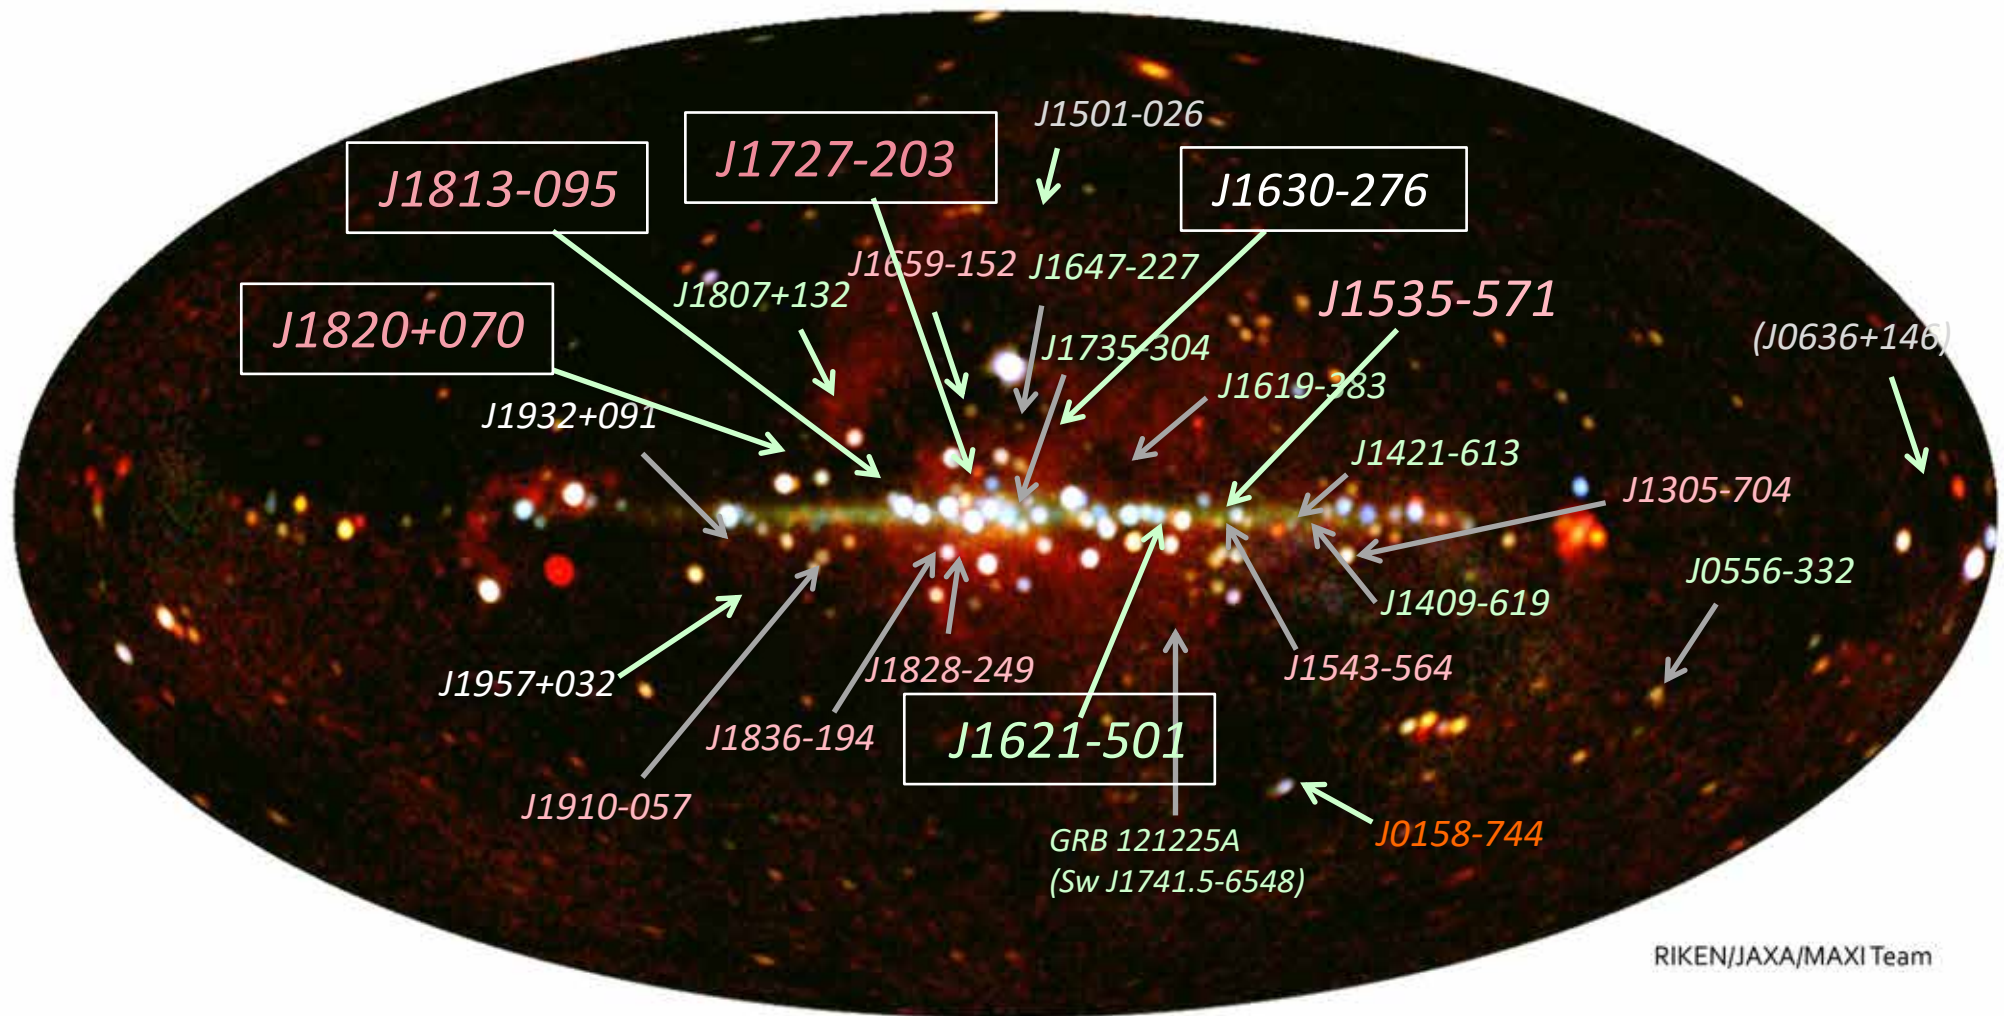 J1501-026
J1727-203
J1813-095
J1630-276
J1659-152
J1647-227
J1807+132
J1535-571
J1820+070
J1735-304
(J0636+146)
J1619-383
J1932+091
J1421-613
J1305-704
J0556-332
J1409-619
J1957+032
J1828-249
J1543-564
J1836-194
J1621-501
J1910-057
J0158-744
GRB 121225A
(Sw J1741.5-6548)
RIKEN/JAXA/MAXI Team